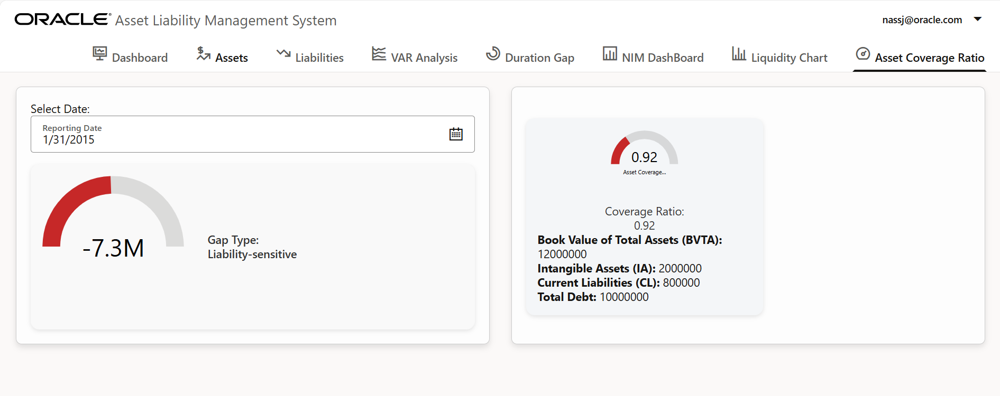 ORACLE® Asset Liability Management System
nassj@oracle.com
Dashboard
Assets
Liabilities
VAR Analysis
Duration Gap
NIM DashBoard
Liquidity Chart
Asset Coverage Ratio
Select Date:
Reporting Date
1/31/2015
-7.3M
Gap Type:
Liability-sensitive
0.92
Asset Coverage...
Coverage Ratio:
0.92
Book Value of Total Assets (BVTA):
12000000
Intangible Assets (IA): 2000000
Current Liabilities (CL): 800000
Total Debt: 10000000